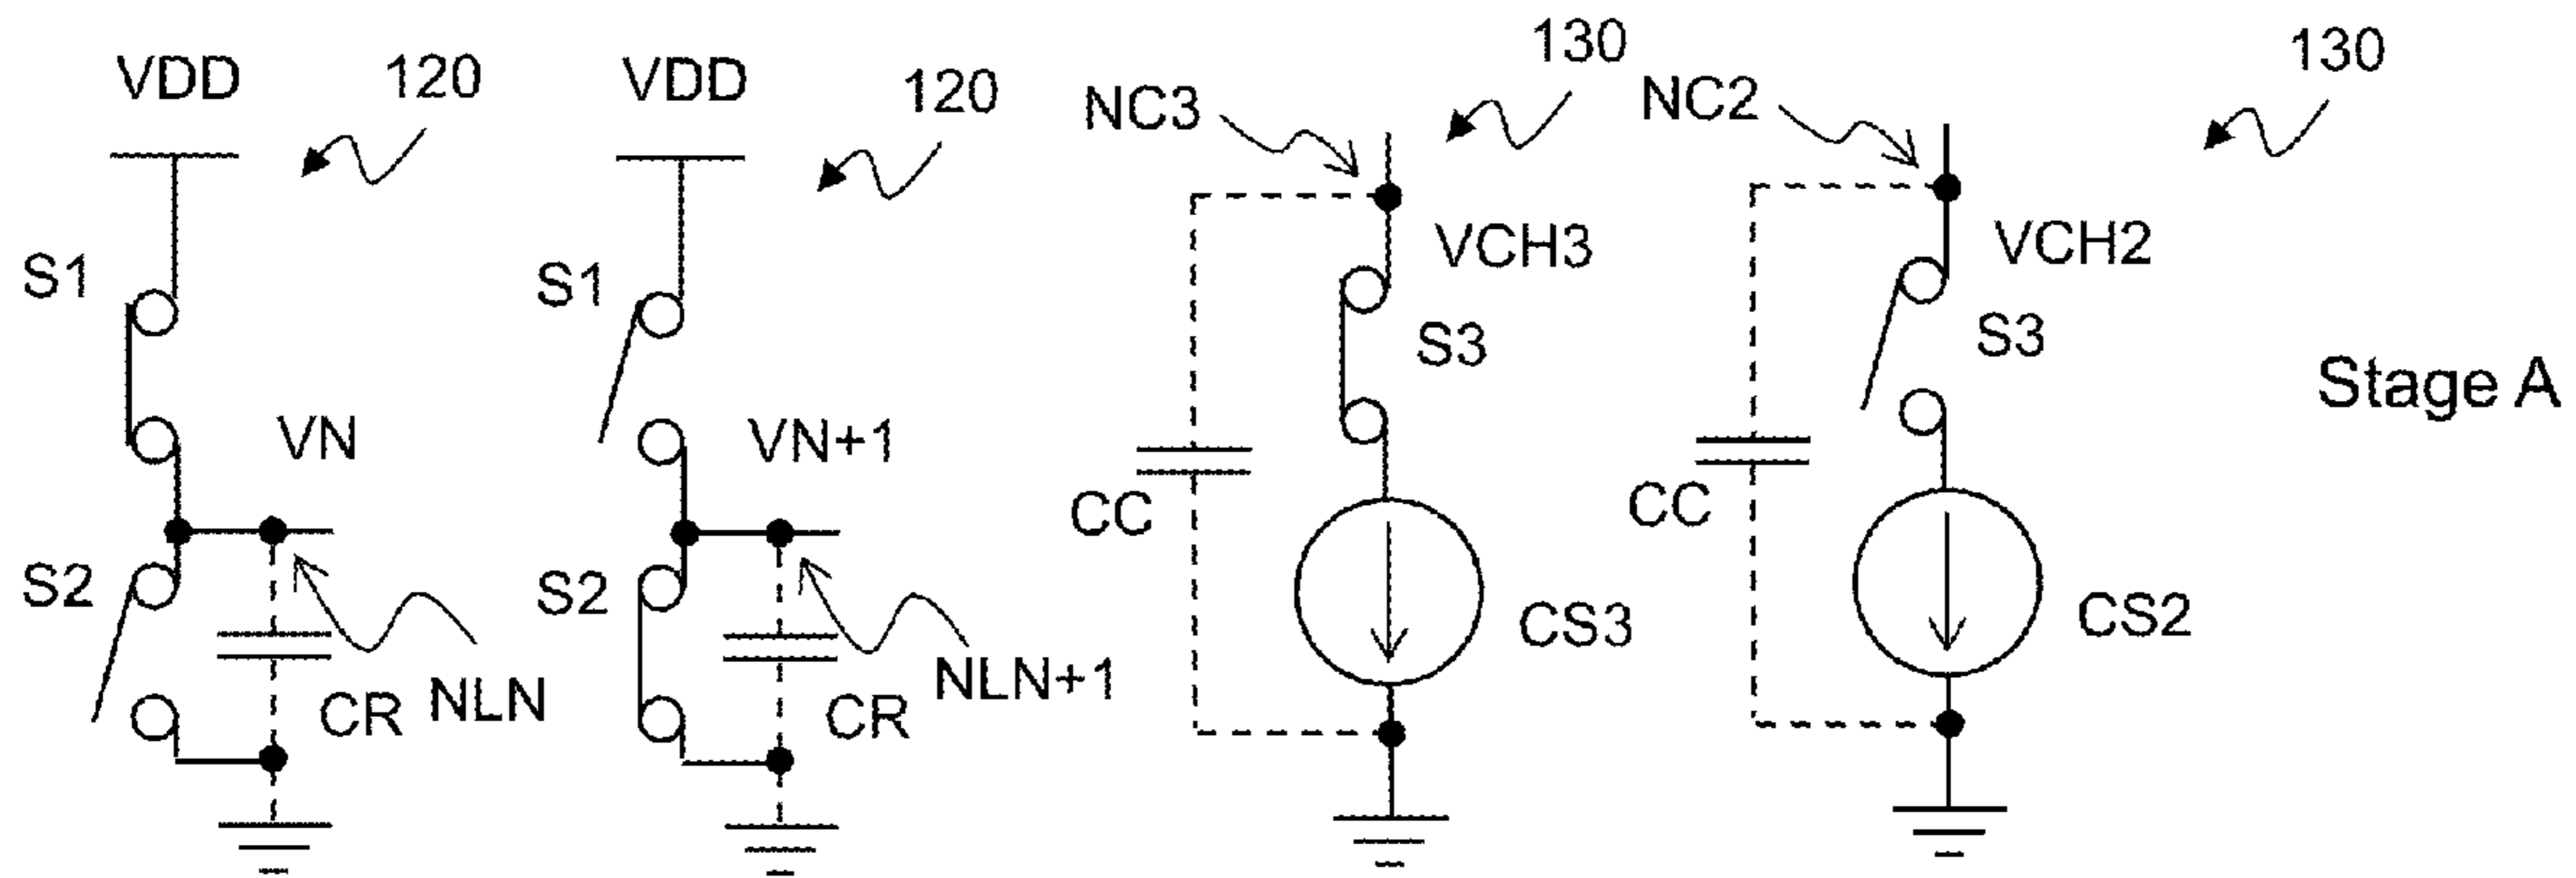 VDD
120
VDD
120
NC3
130
NC2
130
S1
S1
VCH3
VCH2
S3
S3
Stage A
VN
VN+1
CC
CC
S2
S2
CS3
CS2
CR
NLN
CR
NLN+1